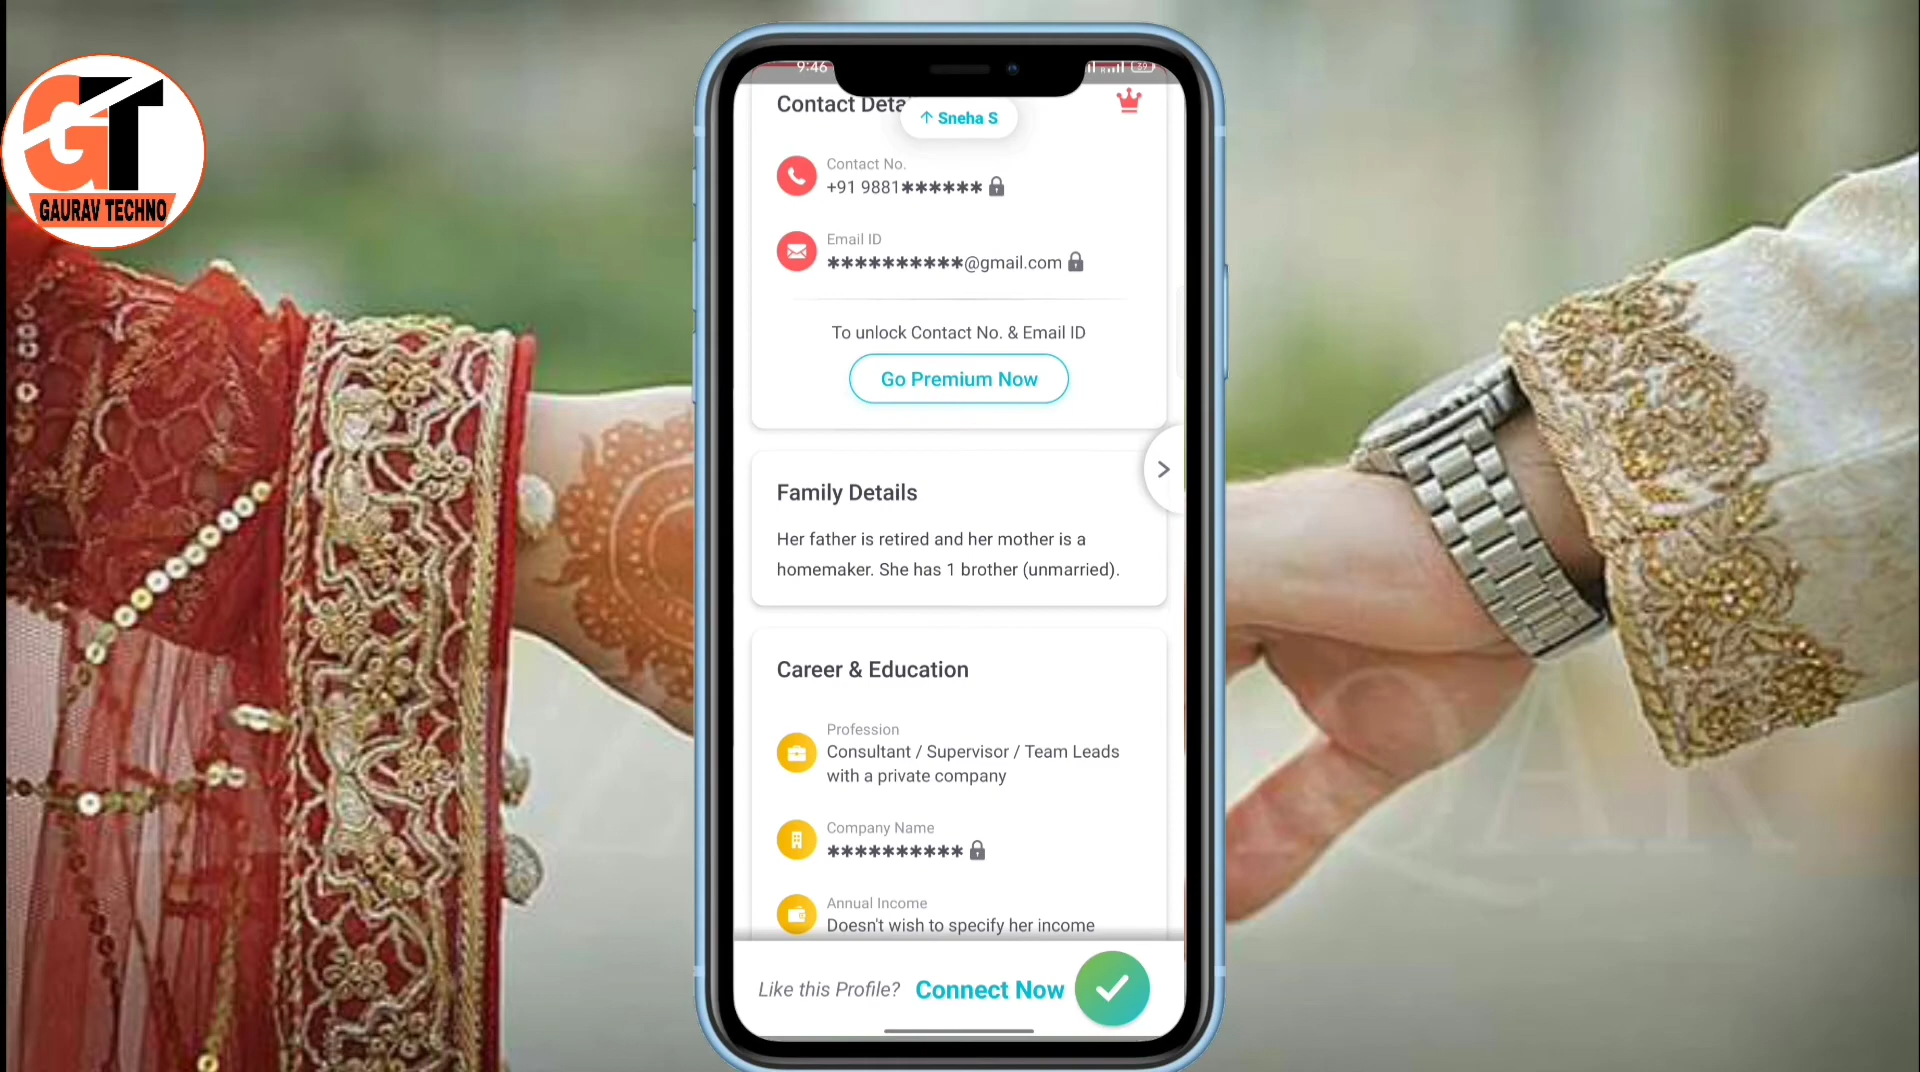 GT
GAURAV TECHNO
9:46
Contact Deta
↑ Sneha S
Contact No.
+91 9881******
Email ID
**********@gmail.com
To unlock Contact No. & Email ID
Go Premium Now
Family Details
Her father is retired and her mother is a
homemaker. She has 1 brother (unmarried).
Career & Education
Profession
Consultant / Supervisor / Team Leads
with a private company
Company Name
**********
Annual Income
Doesn't wish to specify her income
Like this Profile? Connect Now